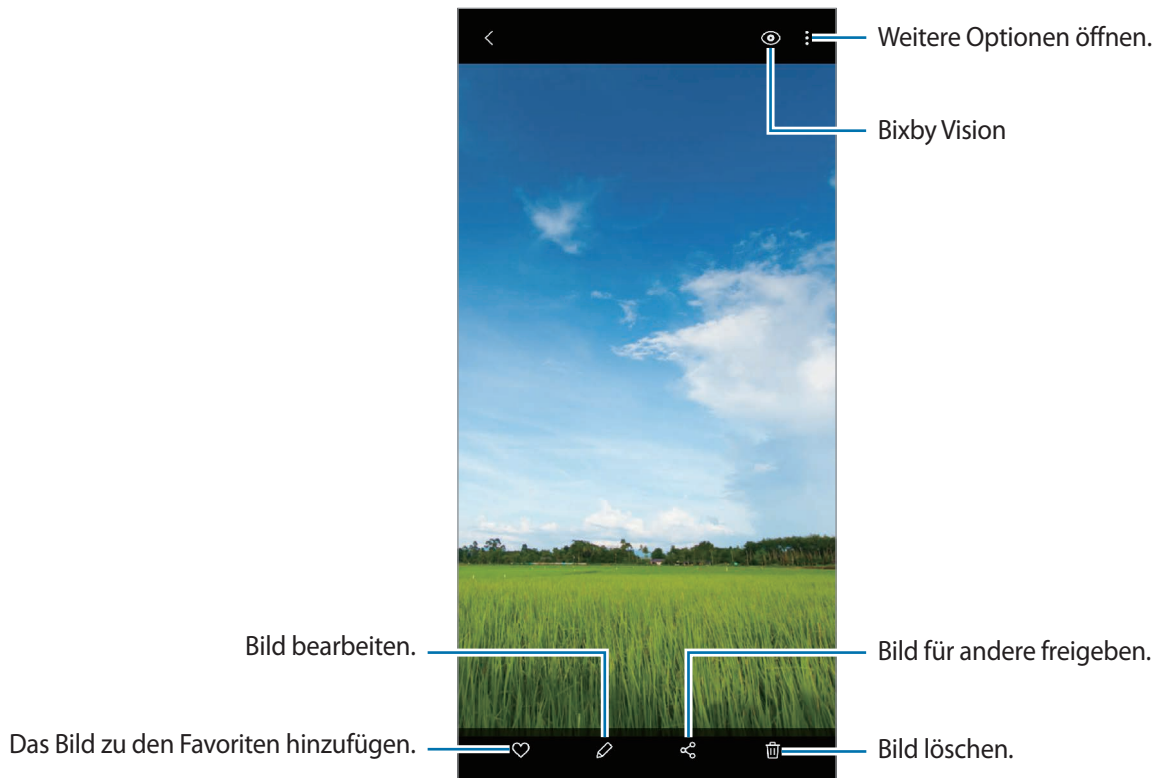 Weitere Optionen öffnen.
Bixby Vision
Bild bearbeiten.
Bild für andere freigeben.
Das Bild zu den Favoriten hinzufügen.
Bild löschen.